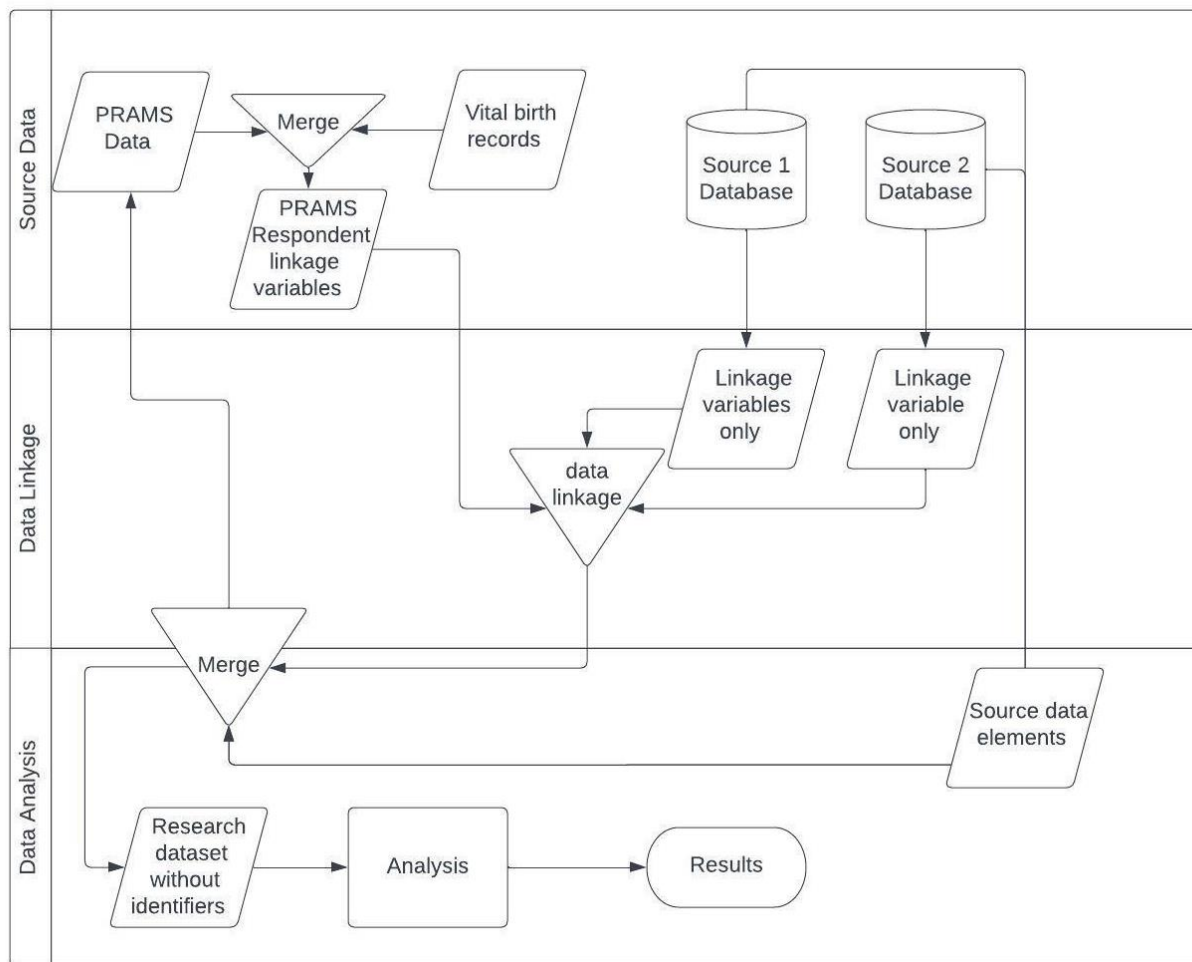 Source Data
PRAMS
Data
Merge
Vital birth
records
PRAMS
Respondent
linkage
variables
Source 1
Database
Source 2
Database
Data Linkage
Linkage
variables
only
Linkage
variable
only
data
linkage
Data Analysis
Merge
Source data
elements
Research
dataset
without
identifiers
Analysis
Results